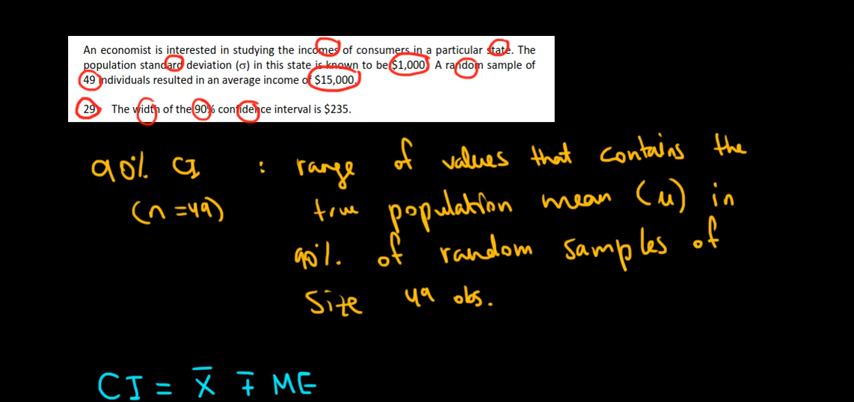 An economist is interested in studying the incomes of consumers in a particular state. The
population standard deviation (σ) in this state is known to be $1,000. A random sample of
49 individuals resulted in an average income of $15,000.
29. The width of the 90% confidence interval is $235.
90% CI : range of values that contains the
(n=49) true population mean (u) in
90% of random samples of
size 49 obs.
CI = X̅ ∓ ME